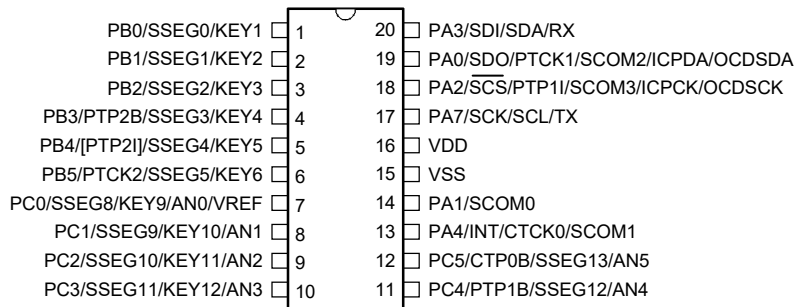 PB0/SSEG0/KEY1 1 20 PA3/SDI/SDA/RX
PB1/SSEG1/KEY2 2 19 PA0/SDO/PTCK1/SCOM2/ICPDA/OCDSDA
PB2/SSEG2/KEY3 3 18 PA2/SCS/PTP1I/SCOM3/ICPCK/OCDSCK
PB3/PTP2B/SSEG3/KEY4 4 17 PA7/SCK/SCL/TX
PB4/[PTP2I]/SSEG4/KEY5 5 16 VDD
PB5/PTCK2/SSEG5/KEY6 6 15 VSS
PC0/SSEG8/KEY9/AN0/VREF 7 14 PA1/SCOM0
PC1/SSEG9/KEY10/AN1 8 13 PA4/INT/CTCK0/SCOM1
PC2/SSEG10/KEY11/AN2 9 12 PC5/CTP0B/SSEG13/AN5
PC3/SSEG11/KEY12/AN3 10 11 PC4/PTP1B/SSEG12/AN4